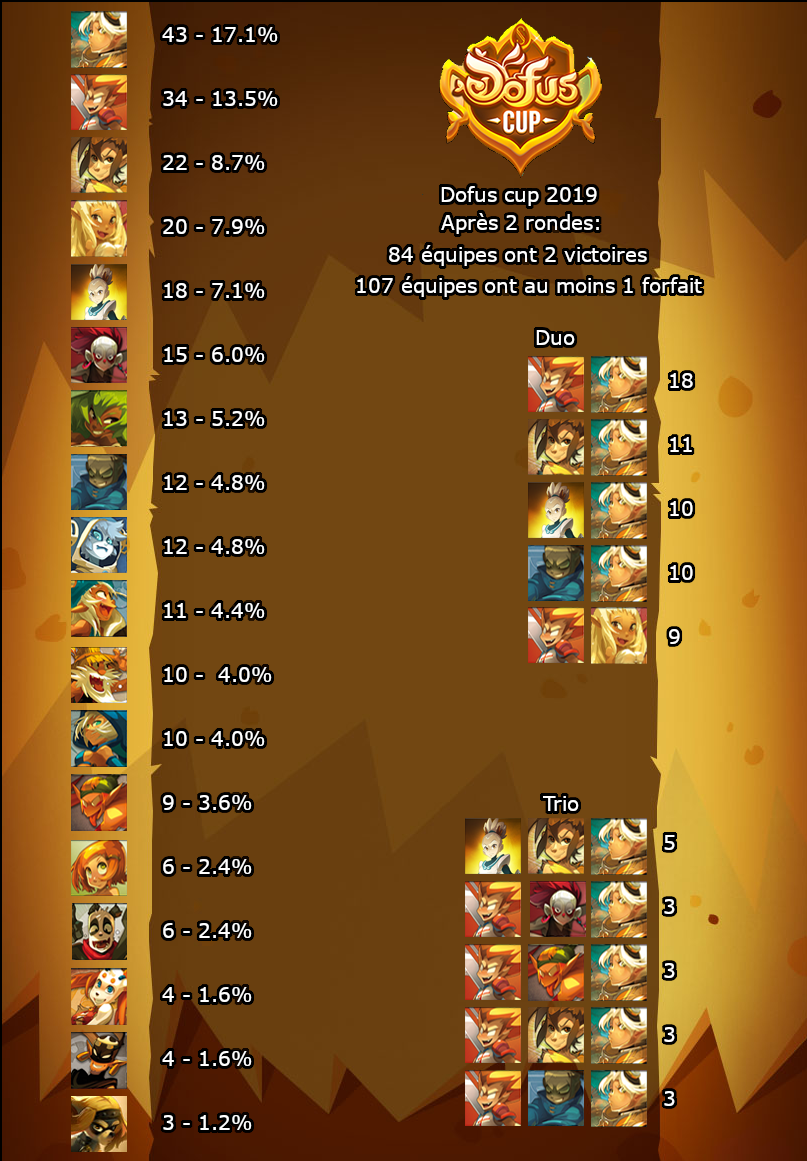 43 - 17.1%
34 - 13.5%
22 - 8.7%
20 - 7.9%
18 - 7.1%
15 - 6.0%
13 - 5.2%
12 - 4.8%
12 - 4.8%
11 - 4.4%
10 - 4.0%
10 - 4.0%
9 - 3.6%
6 - 2.4%
6 - 2.4%
4 - 1.6%
4 - 1.6%
3 - 1.2%
Dofus
CUP
Dofus cup 2019
Après 2 rondes:
84 équipes ont 2 victoires
107 équipes ont au moins 1 forfait
Duo
18
11
10
10
9
Trio
5
3
3
3
3